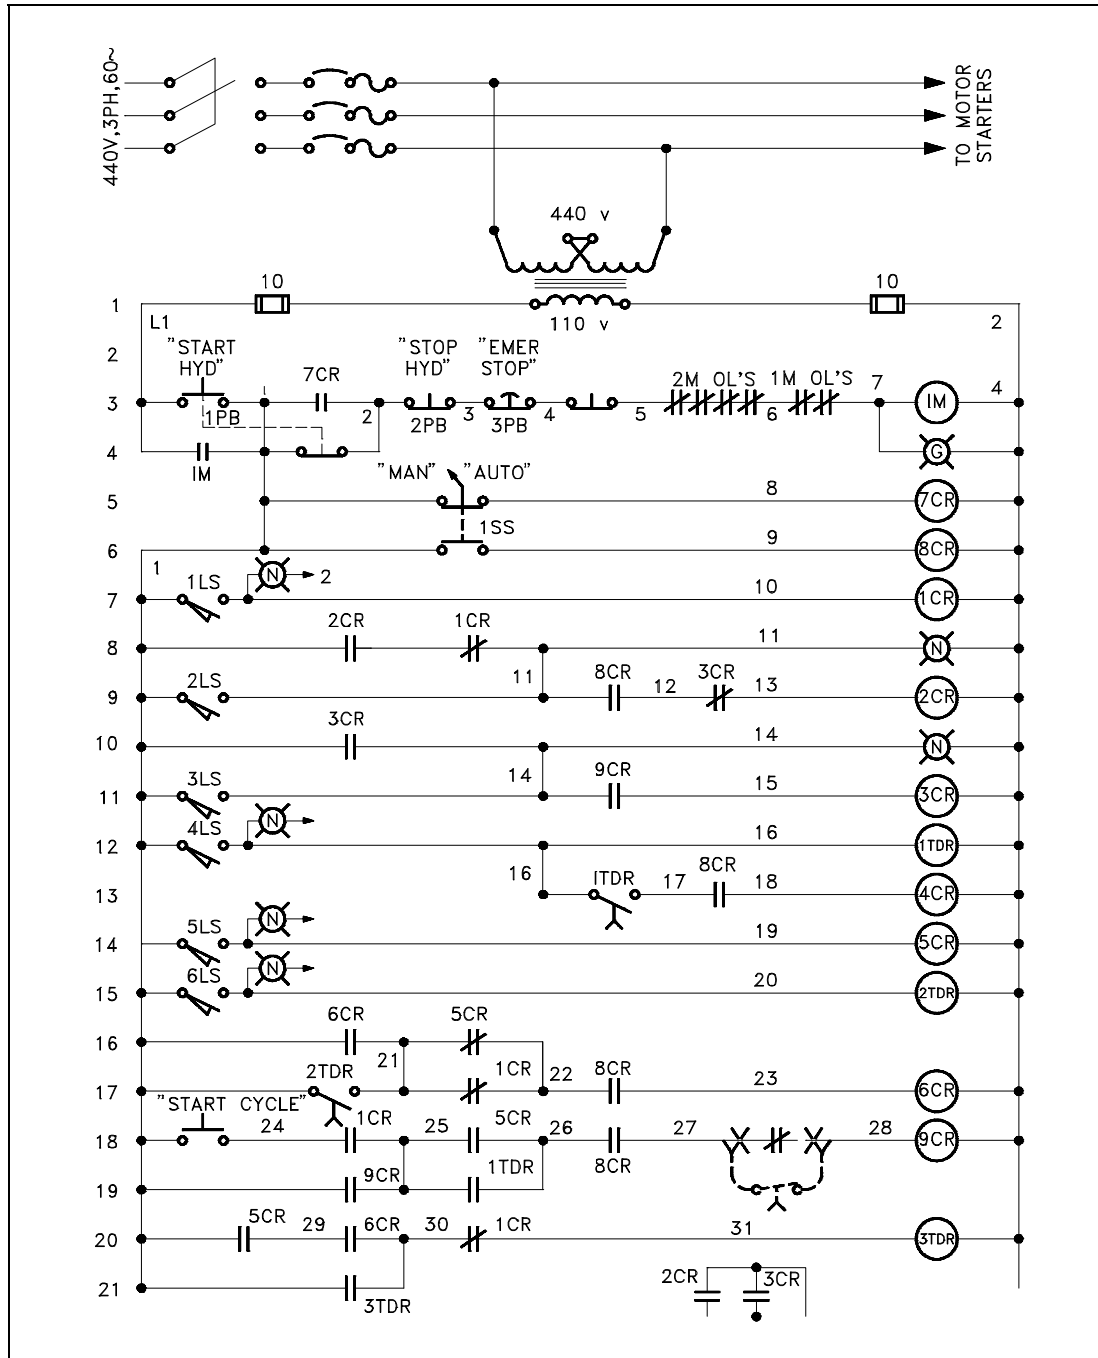 440V,3PH,60~
TO MOTOR
STARTERS
440 v
10
10
1
110 v
L1
2
2
"START
HYD"
7CR
"STOP
HYD"
"EMER
STOP"
2M OL'S
1M OL'S
7
4
3
1PB
2
2PB
3
3PB
4
5
6
IM
4
IM
G
"MAN"
"AUTO"
5
8
7CR
1SS
6
9
8CR
1
N
2
7
1LS
10
1CR
2CR
1CR
8
11
N
11
8CR
12
3CR
13
9
2LS
2CR
3CR
10
14
N
14
9CR
11
3LS
15
3CR
N
12
4LS
16
1TDR
16
ITDR
17
8CR
18
13
4CR
N
14
5LS
19
5CR
N
15
6LS
20
2TDR
6CR
5CR
16
21
2TDR
1CR
22
8CR
23
17
6CR
"START CYCLE"
24
1CR
25
5CR
26
27
28
18
8CR
9CR
9CR
1TDR
19
5CR
29
6CR
30
1CR
31
20
3TDR
21
3TDR
2CR
3CR